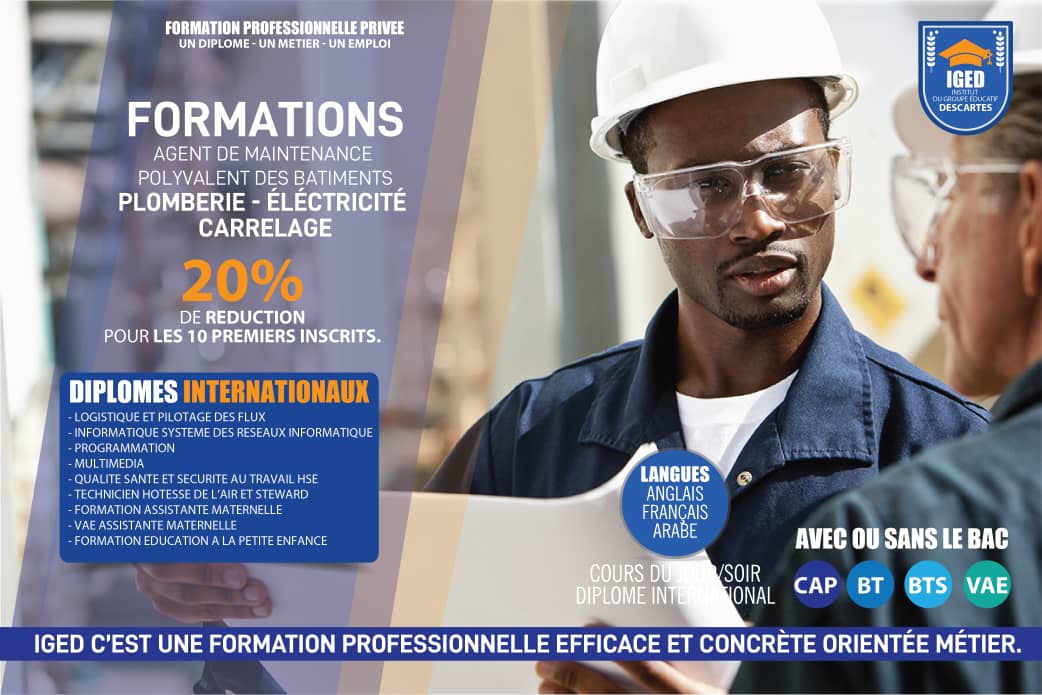 FORMATION PROFESSIONNELLE PRIVEE
UN DIPLOME - UN METIER - UN EMPLOI
IGED
INSTITUT
DU GROUPE ÉDUCATIF
DESCARTES
FORMATIONS
AGENT DE MAINTENANCE
POLYVALENT DES BATIMENTS
PLOMBERIE - ÉLÉCTRICITÉ
CARRELAGE
20%
DE REDUCTION
POUR LES 10 PREMIERS INSCRITS.
DIPLOMES INTERNATIONAUX
- LOGISTIQUE ET PILOTAGE DES FLUX
- INFORMATIQUE SYSTEME DES RESEAUX INFORMATIQUE
- PROGRAMMATION
- MULTIMEDIA
- QUALITE SANTE ET SECURITE AU TRAVAIL HSE
- TECHNICIEN HOTESSE DE L'AIR ET STEWARD
- FORMATION ASSISTANTE MATERNELLE
- VAE ASSISTANTE MATERNELLE
- FORMATION EDUCATION A LA PETITE ENFANCE
LANGUES
ANGLAIS
FRANÇAIS
ARABE
COURS DU JOUR/SOIR
DIPLOME INTERNATIONAL
AVEC OU SANS LE BAC
CAP BT BTS VAE
IGED C'EST UNE FORMATION PROFESSIONNELLE EFFICACE ET CONCRÈTE ORIENTÉE MÉTIER.